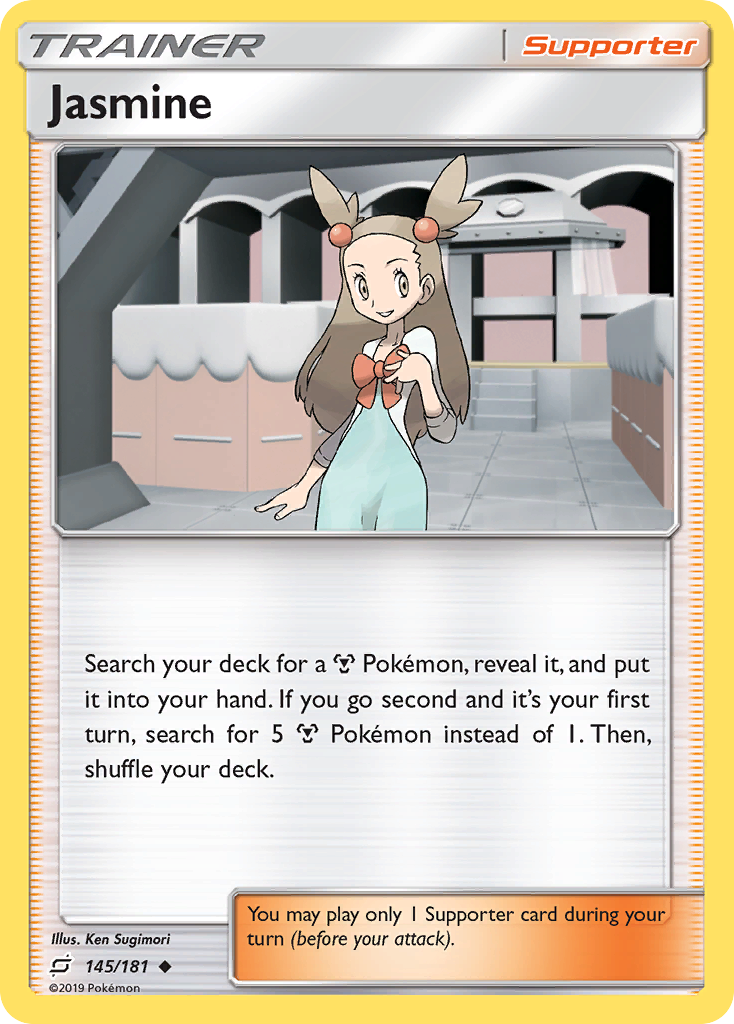 TRAINER
Supporter
Jasmine
Search your deck for a Pokémon, reveal it, and put
it into your hand. If you go second and it's your first
turn, search for 5 Pokémon instead of 1. Then,
shuffle your deck.
You may play only 1 Supporter card during your
turn (before your attack).
Illus. Ken Sugimori
145/181 ◆
©2019 Pokémon